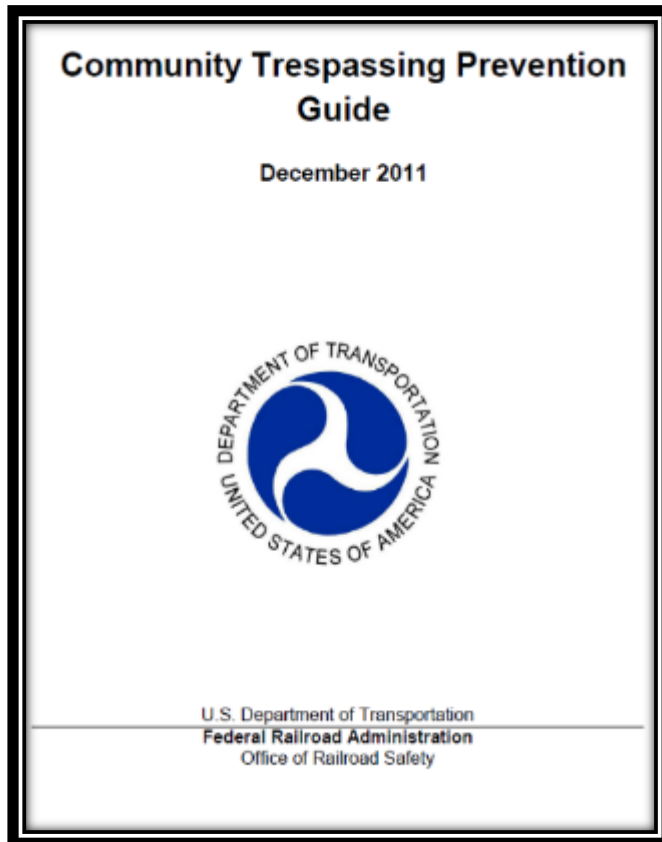 Community Trespassing Prevention
Guide
December 2011
DEPARTMENT OF TRANSPORTATION
UNITED STATES OF AMERICA
U.S. Department of Transportation
Federal Railroad Administration
Office of Railroad Safety